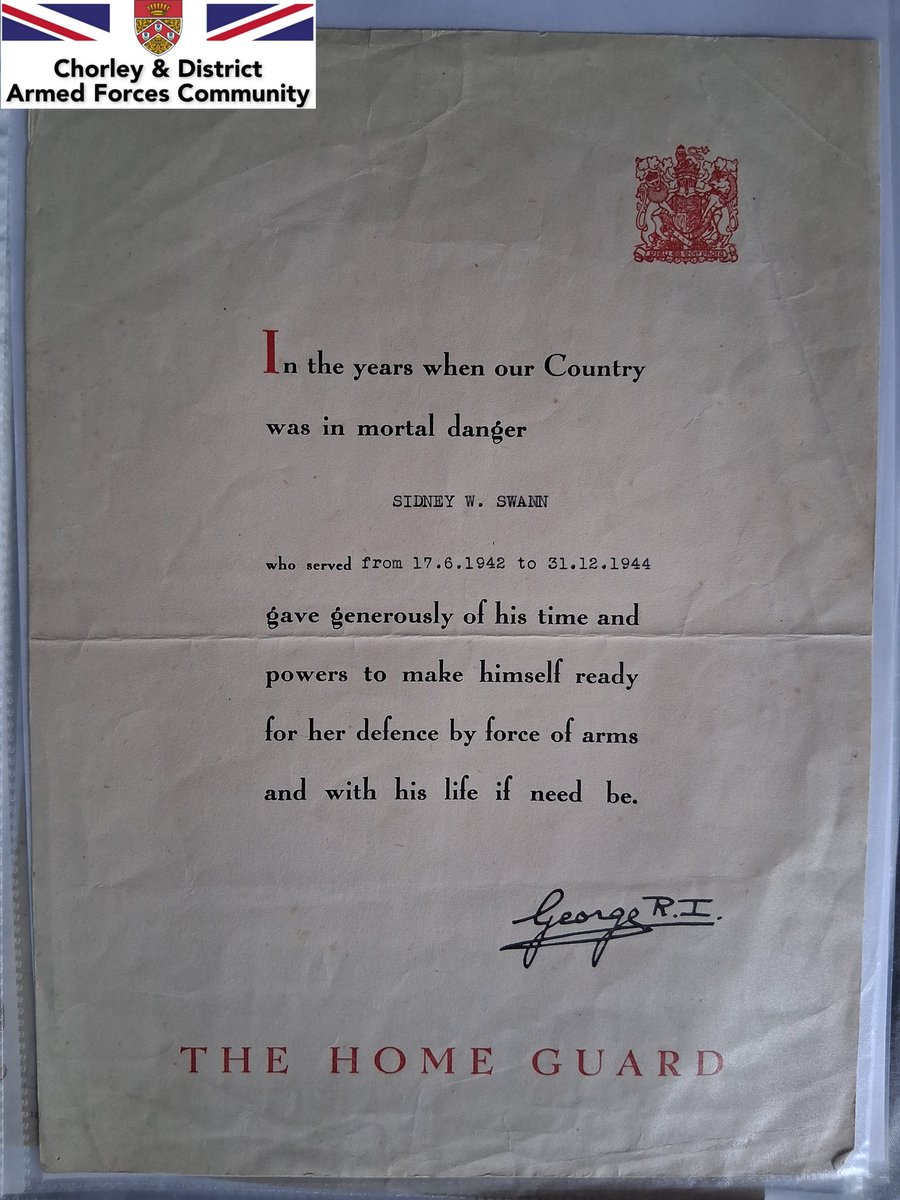 Chorley & District
Armed Forces Community
In the years when our Country
was in mortal danger
SIDNEY W. SWANN
who served from 17.6.1942 to 31.12.1944
gave generously of his time and
powers to make himself ready
for her defence by force of arms
and with his life if need be.
George R.I.
THE HOME GUARD